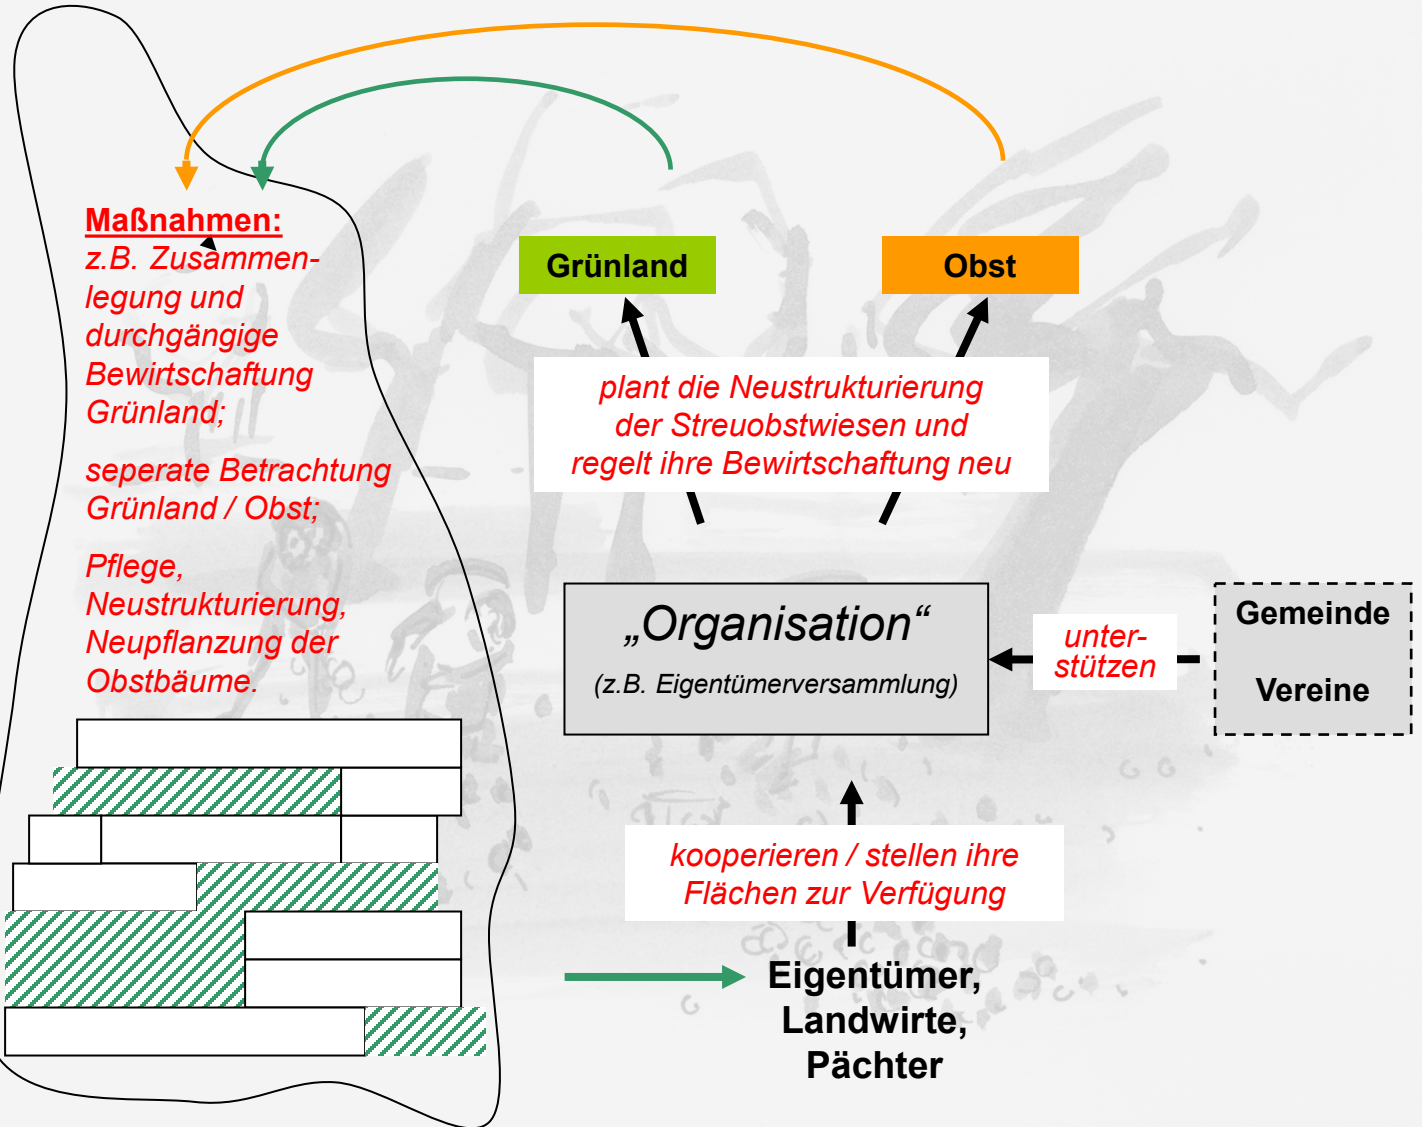 Maßnahmen:
z.B. Zusammen-
legung und
durchgängige
Bewirtschaftung
Grünland;
seperate Betrachtung
Grünland / Obst;
Pflege,
Neustrukturierung,
Neupflanzung der
Obstbäume.
Grünland
Obst
plant die Neustrukturierung
der Streuobstwiesen und
regelt ihre Bewirtschaftung neu
„Organisation“
(z.B. Eigentümerversammlung)
unter-
stützen
Gemeinde
Vereine
kooperieren / stellen ihre
Flächen zur Verfügung
Eigentümer,
Landwirte,
Pächter